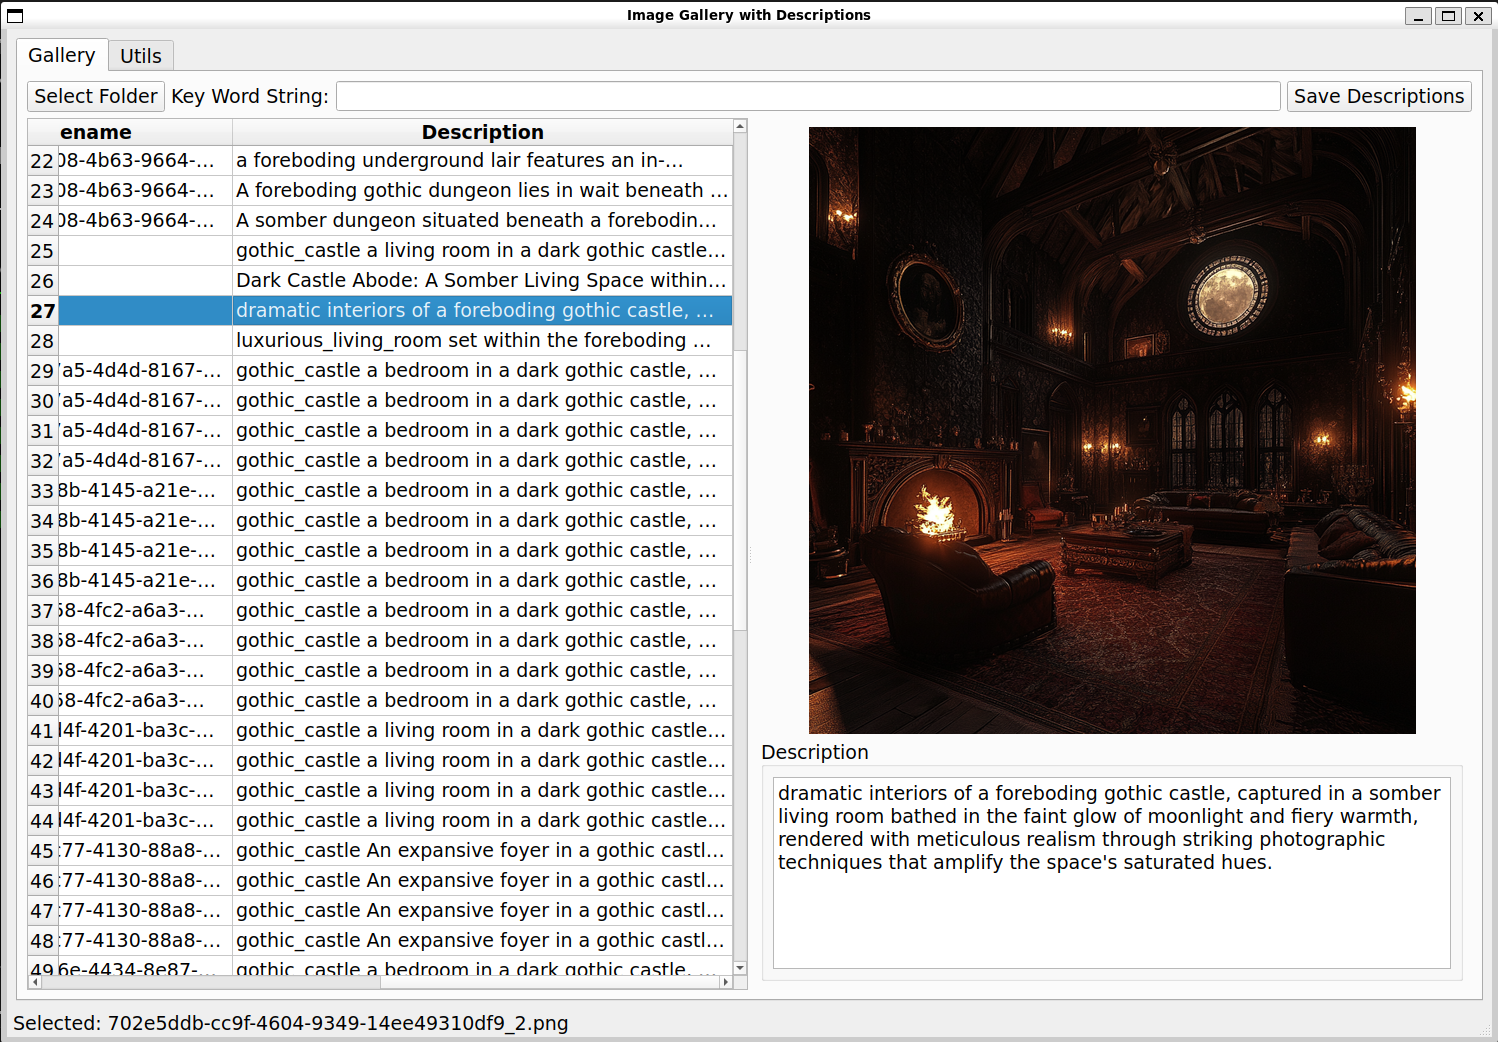 Image Gallery with Descriptions
Gallery Utils
Select Folder Key Word String: Save Descriptions
ename Description
22 08-4b63-9664-... a foreboding underground lair features an in-...
23 08-4b63-9664-... A foreboding gothic dungeon lies in wait beneath ...
24 08-4b63-9664-... A somber dungeon situated beneath a forebodin...
25 gothic_castle a living room in a dark gothic castle...
26 Dark Castle Abode: A Somber Living Space within...
27 dramatic interiors of a foreboding gothic castle, ...
28 luxurious_living_room set within the foreboding ...
29 7a5-4d4d-8167-... gothic_castle a bedroom in a dark gothic castle, ...
30 7a5-4d4d-8167-... gothic_castle a bedroom in a dark gothic castle, ...
31 7a5-4d4d-8167-... gothic_castle a bedroom in a dark gothic castle, ...
32 7a5-4d4d-8167-... gothic_castle a bedroom in a dark gothic castle, ...
33 8b-4145-a21e-... gothic_castle a bedroom in a dark gothic castle, ...
34 8b-4145-a21e-... gothic_castle a bedroom in a dark gothic castle, ...
35 8b-4145-a21e-... gothic_castle a bedroom in a dark gothic castle, ...
36 8b-4145-a21e-... gothic_castle a bedroom in a dark gothic castle, ...
37 58-4fc2-a6a3-... gothic_castle a bedroom in a dark gothic castle, ...
38 58-4fc2-a6a3-... gothic_castle a bedroom in a dark gothic castle, ...
39 58-4fc2-a6a3-... gothic_castle a bedroom in a dark gothic castle, ...
40 58-4fc2-a6a3-... gothic_castle a bedroom in a dark gothic castle, ...
41 4f-4201-ba3c-... gothic_castle a living room in a dark gothic castle...
42 4f-4201-ba3c-... gothic_castle a living room in a dark gothic castle...
43 4f-4201-ba3c-... gothic_castle a living room in a dark gothic castle...
44 4f-4201-ba3c-... gothic_castle a living room in a dark gothic castle...
45 77-4130-88a8-... gothic_castle An expansive foyer in a gothic castl...
46 77-4130-88a8-... gothic_castle An expansive foyer in a gothic castl...
47 77-4130-88a8-... gothic_castle An expansive foyer in a gothic castl...
48 77-4130-88a8-... gothic_castle An expansive foyer in a gothic castl...
49 6e-4434-8e87-... gothic_castle a bedroom in a dark gothic castle, ...
Description
dramatic interiors of a foreboding gothic castle, captured in a somber
living room bathed in the faint glow of moonlight and fiery warmth,
rendered with meticulous realism through striking photographic
techniques that amplify the space's saturated hues.
Selected: 702e5ddb-cc9f-4604-9349-14ee49310df9_2.png